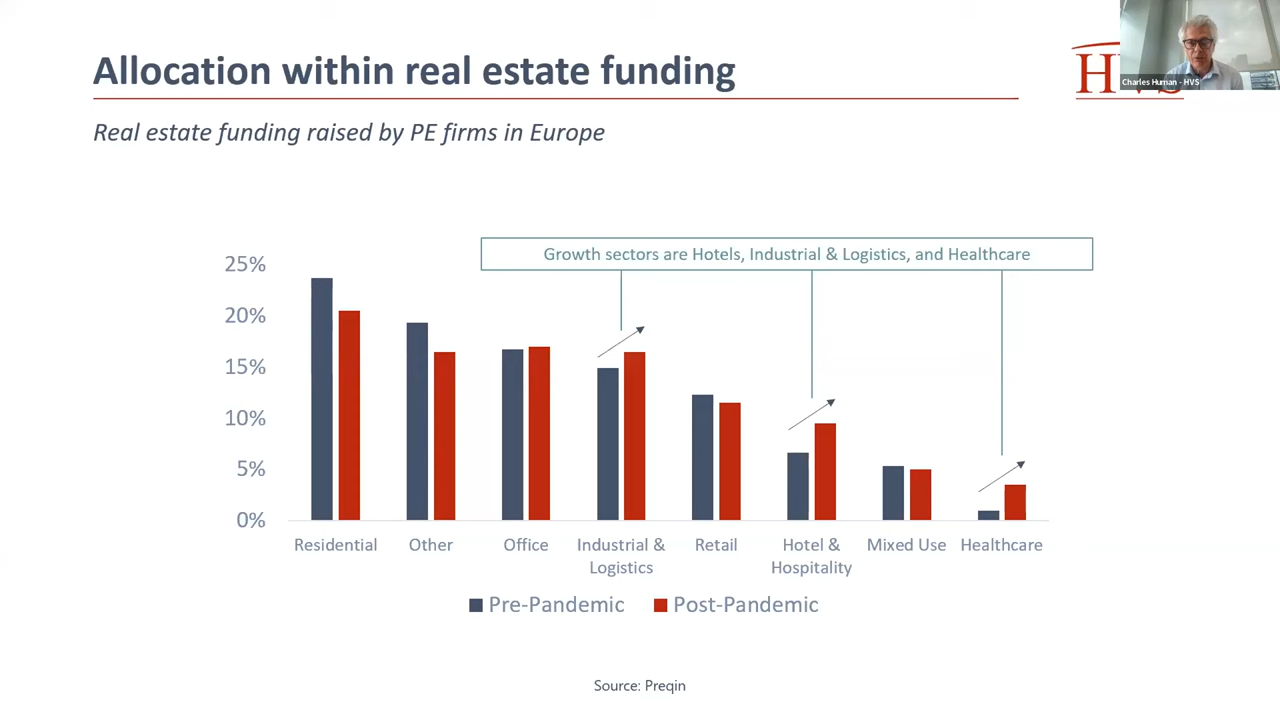 Allocation within real estate funding
Real estate funding raised by PE firms in Europe
Charles Human - HVS
Growth sectors are Hotels, Industrial & Logistics, and Healthcare
25%
20%
15%
10%
5%
0%
Residential
Other
Office
Industrial &
Logistics
Retail
Hotel &
Hospitality
Mixed Use
Healthcare
Pre-Pandemic
Post-Pandemic
Source: Preqin